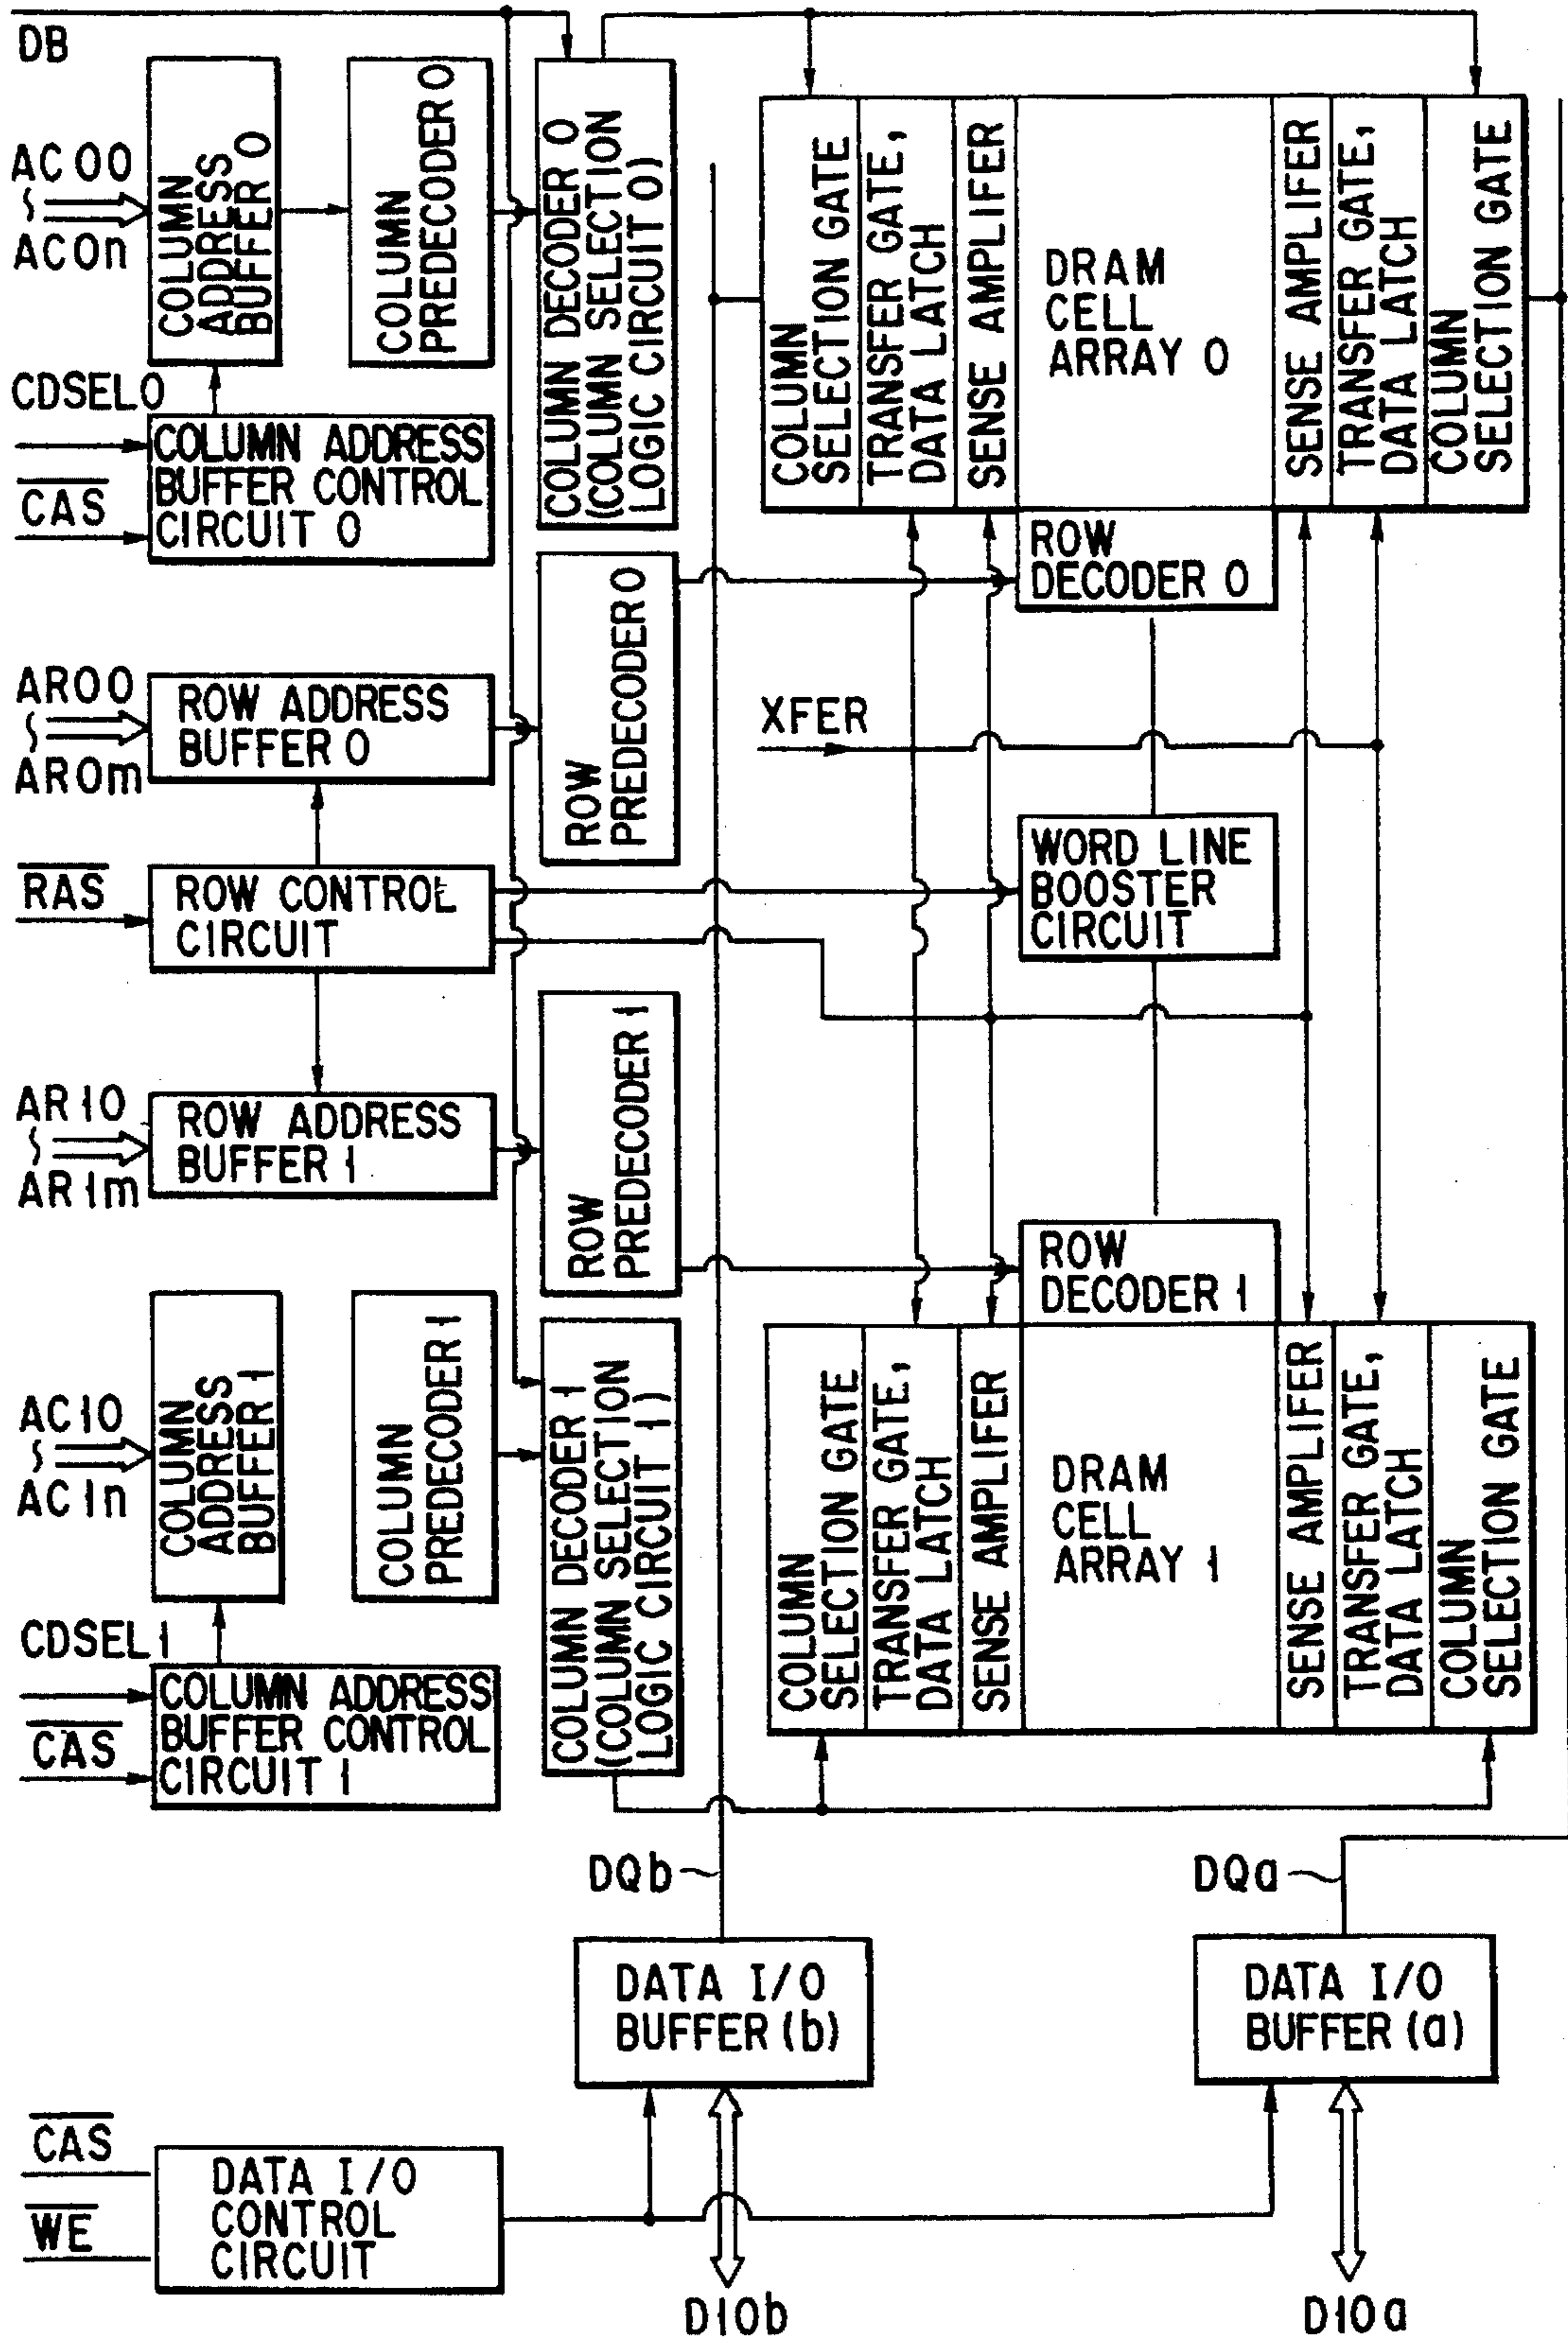 DB
AC00
AC0n
COLUMN
ADDRESS
BUFFER 0
COLUMN
PREDECODER 0
COLUMN DECODER 0
(COLUMN SELECTION
LOGIC CIRCUIT 0)
COLUMN
SELECTION GATE
TRANSFER GATE,
DATA LATCH
SENSE AMPLIFER
DRAM
CELL
ARRAY 0
SENSE AMPLIFER
TRANSFER GATE,
DATA LATCH
COLUMN
SELECTION GATE
CDSEL0
CAS
COLUMN ADDRESS
BUFFER CONTROL
CIRCUIT 0
ROW
DECODER 0
ROW
PREDECODER 0
AR00
AR0m
ROW ADDRESS
BUFFER 0
XFER
RAS
ROW CONTROL
CIRCUIT
WORD LINE
BOOSTER
CIRCUIT
AR10
AR1m
ROW ADDRESS
BUFFER 1
ROW
PREDECODER 1
ROW
DECODER 1
AC10
AC1n
COLUMN
ADDRESS
BUFFER 1
COLUMN
PREDECODER 1
COLUMN DECODER 1
(COLUMN SELECTION
LOGIC CIRCUIT 1)
COLUMN
SELECTION GATE
TRANSFER GATE,
DATA LATCH
SENSE AMPLIFER
DRAM
CELL
ARRAY 1
SENSE AMPLIFER
TRANSFER GATE,
DATA LATCH
COLUMN
SELECTION GATE
CDSEL1
CAS
COLUMN ADDRESS
BUFFER CONTROL
CIRCUIT 1
DQb
DQa
DATA I/O
BUFFER (b)
DATA I/O
BUFFER (a)
CAS
WE
DATA I/O
CONTROL
CIRCUIT
D10b
D10a